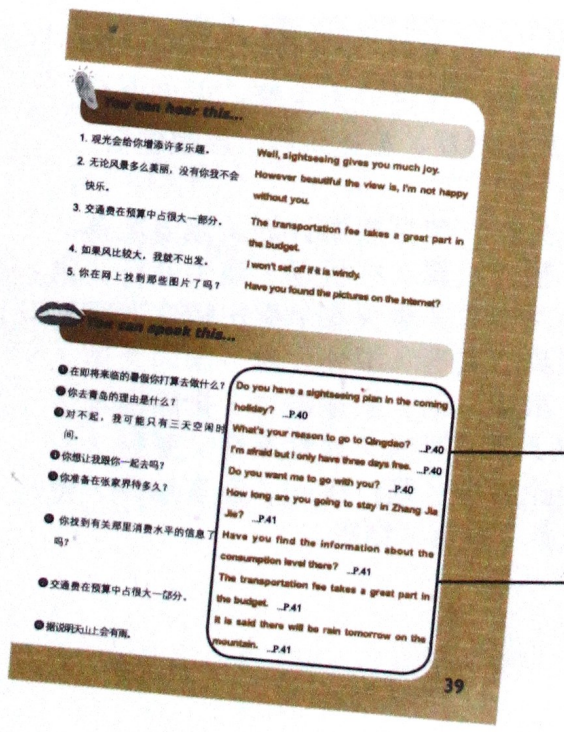 You can hear this...
1. 观光会给你增添许多乐趣。
Well, sightseeing gives you much joy.
2. 无论风景多么美丽，没有你我不会
快乐。
However beautiful the view is, I'm not happy
without you.
3. 交通费在预算中占很大一部分。
The transportation fee takes a great part in
the budget.
4. 如果风比较大，我就不出发。
I won't set off if it is windy.
5. 你在网上找到那些图片了吗？
Have you found the pictures on the internet?
You can speak this...
在即将来临的暑假你打算去做什么？
你去青岛的理由是什么？
对不起，我可能只有三天空闲时
间。
你想让我跟你一起去吗？
你准备在张家界待多久？
你找到有关那里消费水平的信息了
吗？
交通费在预算中占很大一部分。
据说明天山上会有雨。
Do you have a sightseeing plan in the coming
holiday? ...P.40
What's your reason to go to Qingdao? ...P.40
I'm afraid but i only have three days free. ...P.40
Do you want me to go with you? ...P.40
How long are you going to stay in Zhang Jia
Jie? ...P.41
Have you find the information about the
consumption level there? ...P.41
The transportation fee takes a great part in
the budget. ...P.41
It is said there will be rain tomorrow on the
mountain. ...P.41
39